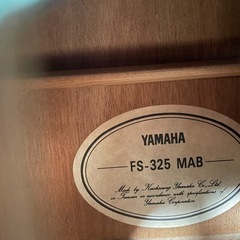 YAMAHA
FS-325 MAB
Made by Kaohsiung Yamaha Co., Ltd.
in Taiwan in accordance with specifications of
Yamaha Corporation